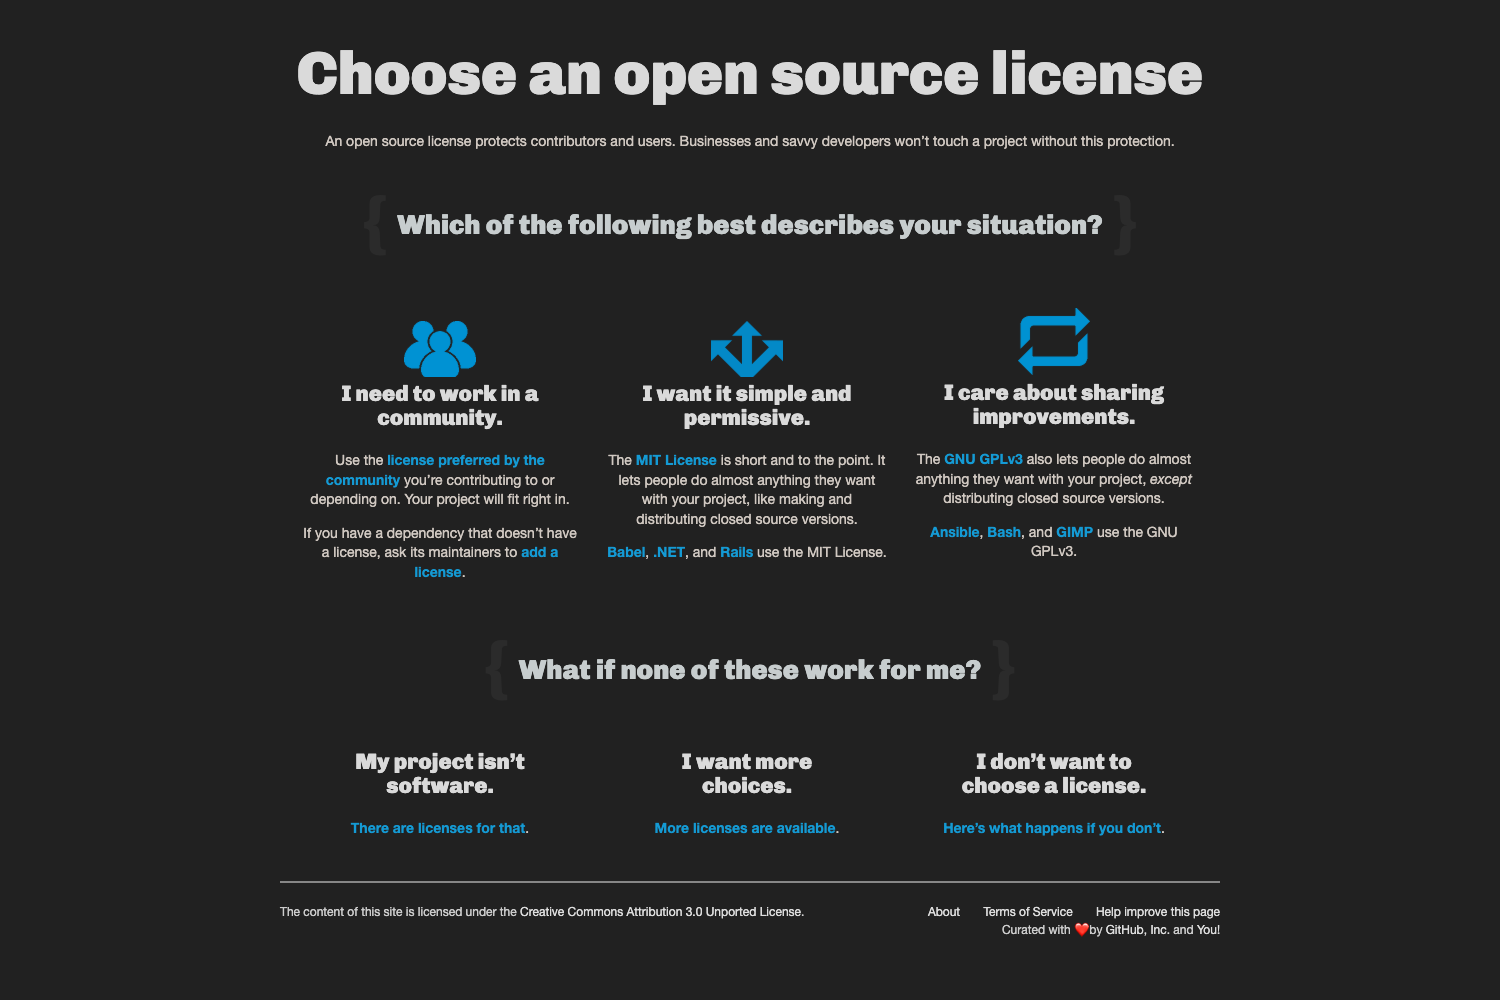 Choose an open source license
An open source license protects contributors and users. Businesses and savvy developers won’t touch a project without this protection.
{ Which of the following best describes your situation? }
I need to work in a
community.
Use the license preferred by the
community you’re contributing to or
depending on. Your project will fit right in.
If you have a dependency that doesn’t have
a license, ask its maintainers to add a
license.
I want it simple and
permissive.
The MIT License is short and to the point. It
lets people do almost anything they want
with your project, like making and
distributing closed source versions.
Babel, .NET, and Rails use the MIT License.
I care about sharing
improvements.
The GNU GPLv3 also lets people do almost
anything they want with your project, except
distributing closed source versions.
Ansible, Bash, and GIMP use the GNU
GPLv3.
{ What if none of these work for me? }
My project isn’t
software.
There are licenses for that.
I want more
choices.
More licenses are available.
I don’t want to
choose a license.
Here’s what happens if you don’t.
The content of this site is licensed under the Creative Commons Attribution 3.0 Unported License.
About Terms of Service Help improve this page
Curated with ❤️by GitHub, Inc. and You!